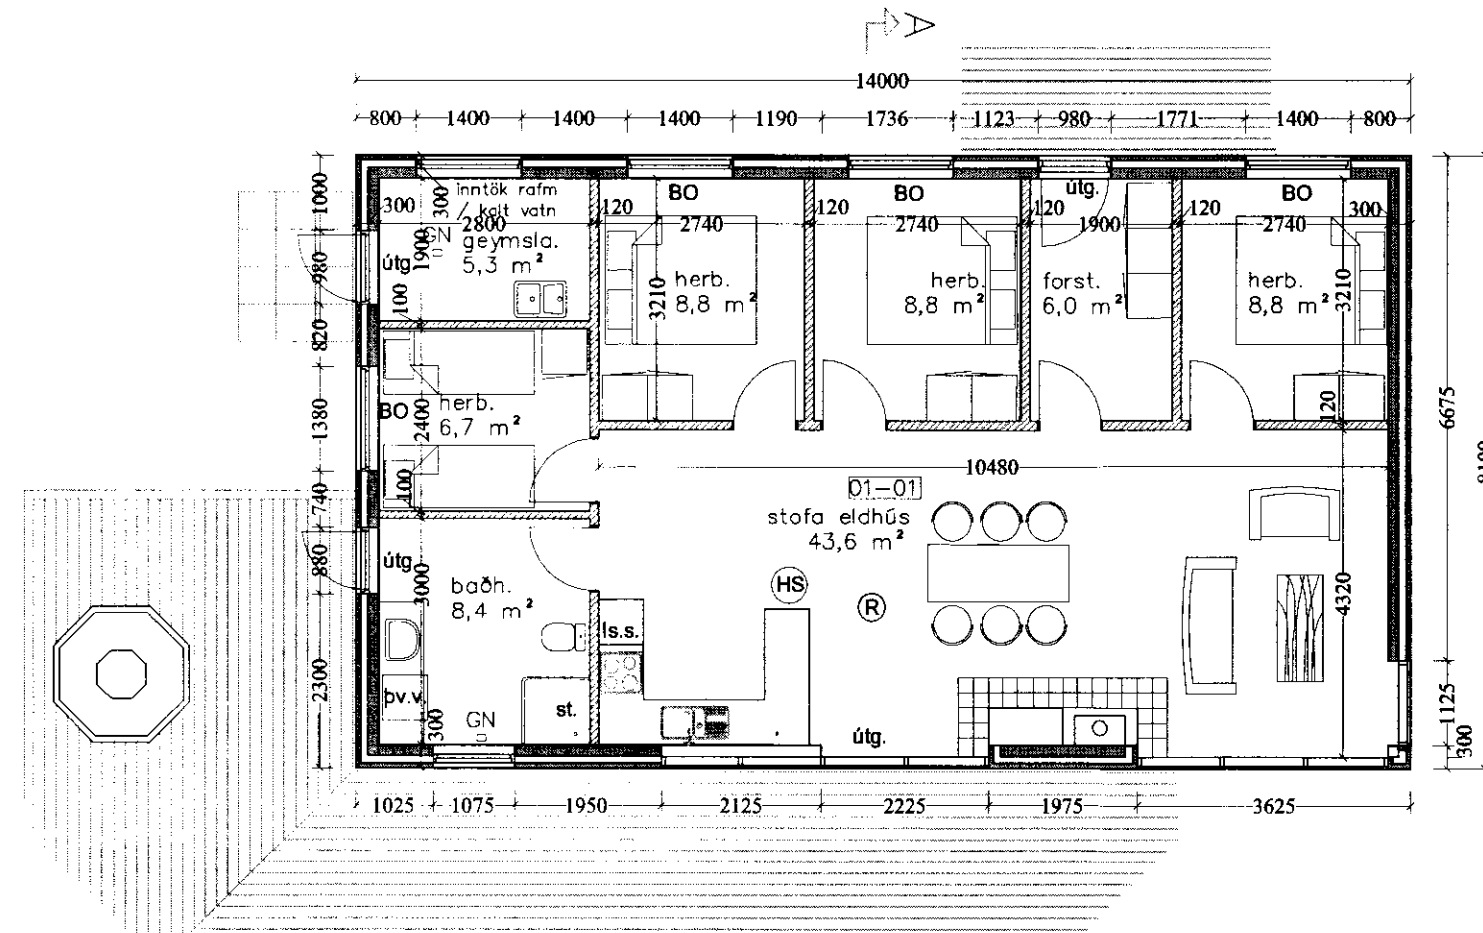 A
14000
800 1400 1400 1400 1190 1736 1123 980 1771 1400 800
1000
980
820
1380
740
880
2300
inntök rafm
/ kalt vatn
300
300
2800
GN geymsla.
5,3 m²
1900
útg.
100
BO
120
2740
herb.
8,8 m²
3210
BO
120
2740
herb.
8,8 m²
útg.
120
1900
forst.
6,0 m²
BO
120
2740
300
herb.
8,8 m²
3210
120
BO
herb.
6,7 m²
2400
100
10480
01-01
stofa eldhús
43,6 m²
útg.
baðh.
8,4 m²
3000
HS
R
Is.s.
þv.v.
300
GN
st.
útg.
4320
6675
1125
300
8100
1025 1075 1950 2125 2225 1975 3625